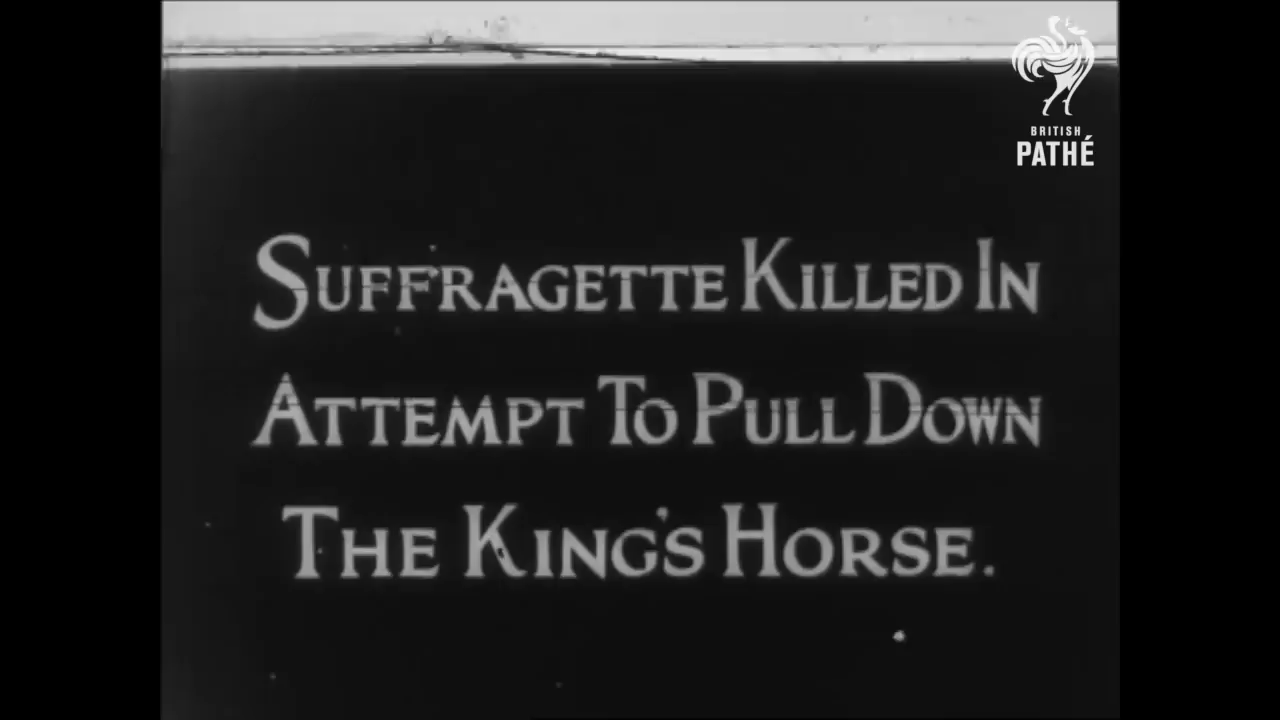 BRITISH
PATHÉ
SUFFRAGETTE KILLED IN
ATTEMPT TO PULL DOWN
THE KING'S HORSE.